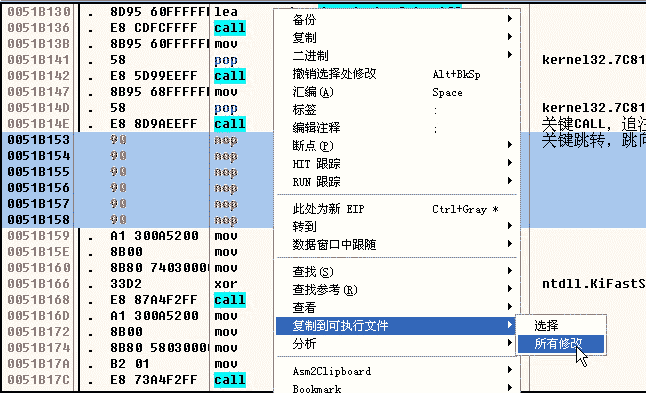 0051B130 . 8D95 60FFFFF lea
0051B136 . E8 CDFCFFFF call
0051B13B . 8B95 60FFFFF mov
0051B141 . 58 pop kernel32.7C81
0051B142 . E8 5D99EEFF call
0051B147 . 8B95 68FFFFF mov
0051B14D . 58 pop kernel32.7C81
0051B14E . E8 8D9AEEFF call 关键CALL, 追
0051B153 90 nop 关键跳转, 跳向
0051B154 90 nop
0051B155 90 nop
0051B156 90 nop
0051B157 90 nop
0051B158 90 nop
0051B159 . A1 300A5200 mov
0051B15E . 8B00 mov
0051B160 . 8B80 7403000 mov
0051B166 . 33D2 xor ntdll.KiFastS
0051B168 . E8 87A4F2FF call
0051B16D . A1 300A5200 mov
0051B172 . 8B00 mov
0051B174 . 8B80 5803000 mov
0051B17A . B2 01 mov
0051B17C . E8 73A4F2FF call
备份
复制
二进制
撤销选择处修改 Alt+BkSp
汇编(A) Space
标签 :
编辑注释 ;
断点(P)
HIT 跟踪
RUN 跟踪
此处为新 EIP Ctrl+Gray *
转到
数据窗口中跟随
查找(S)
查找参考(R)
查看
复制到可执行文件
分析
Asm2Clipboard
Bookmark
选择
所有修改